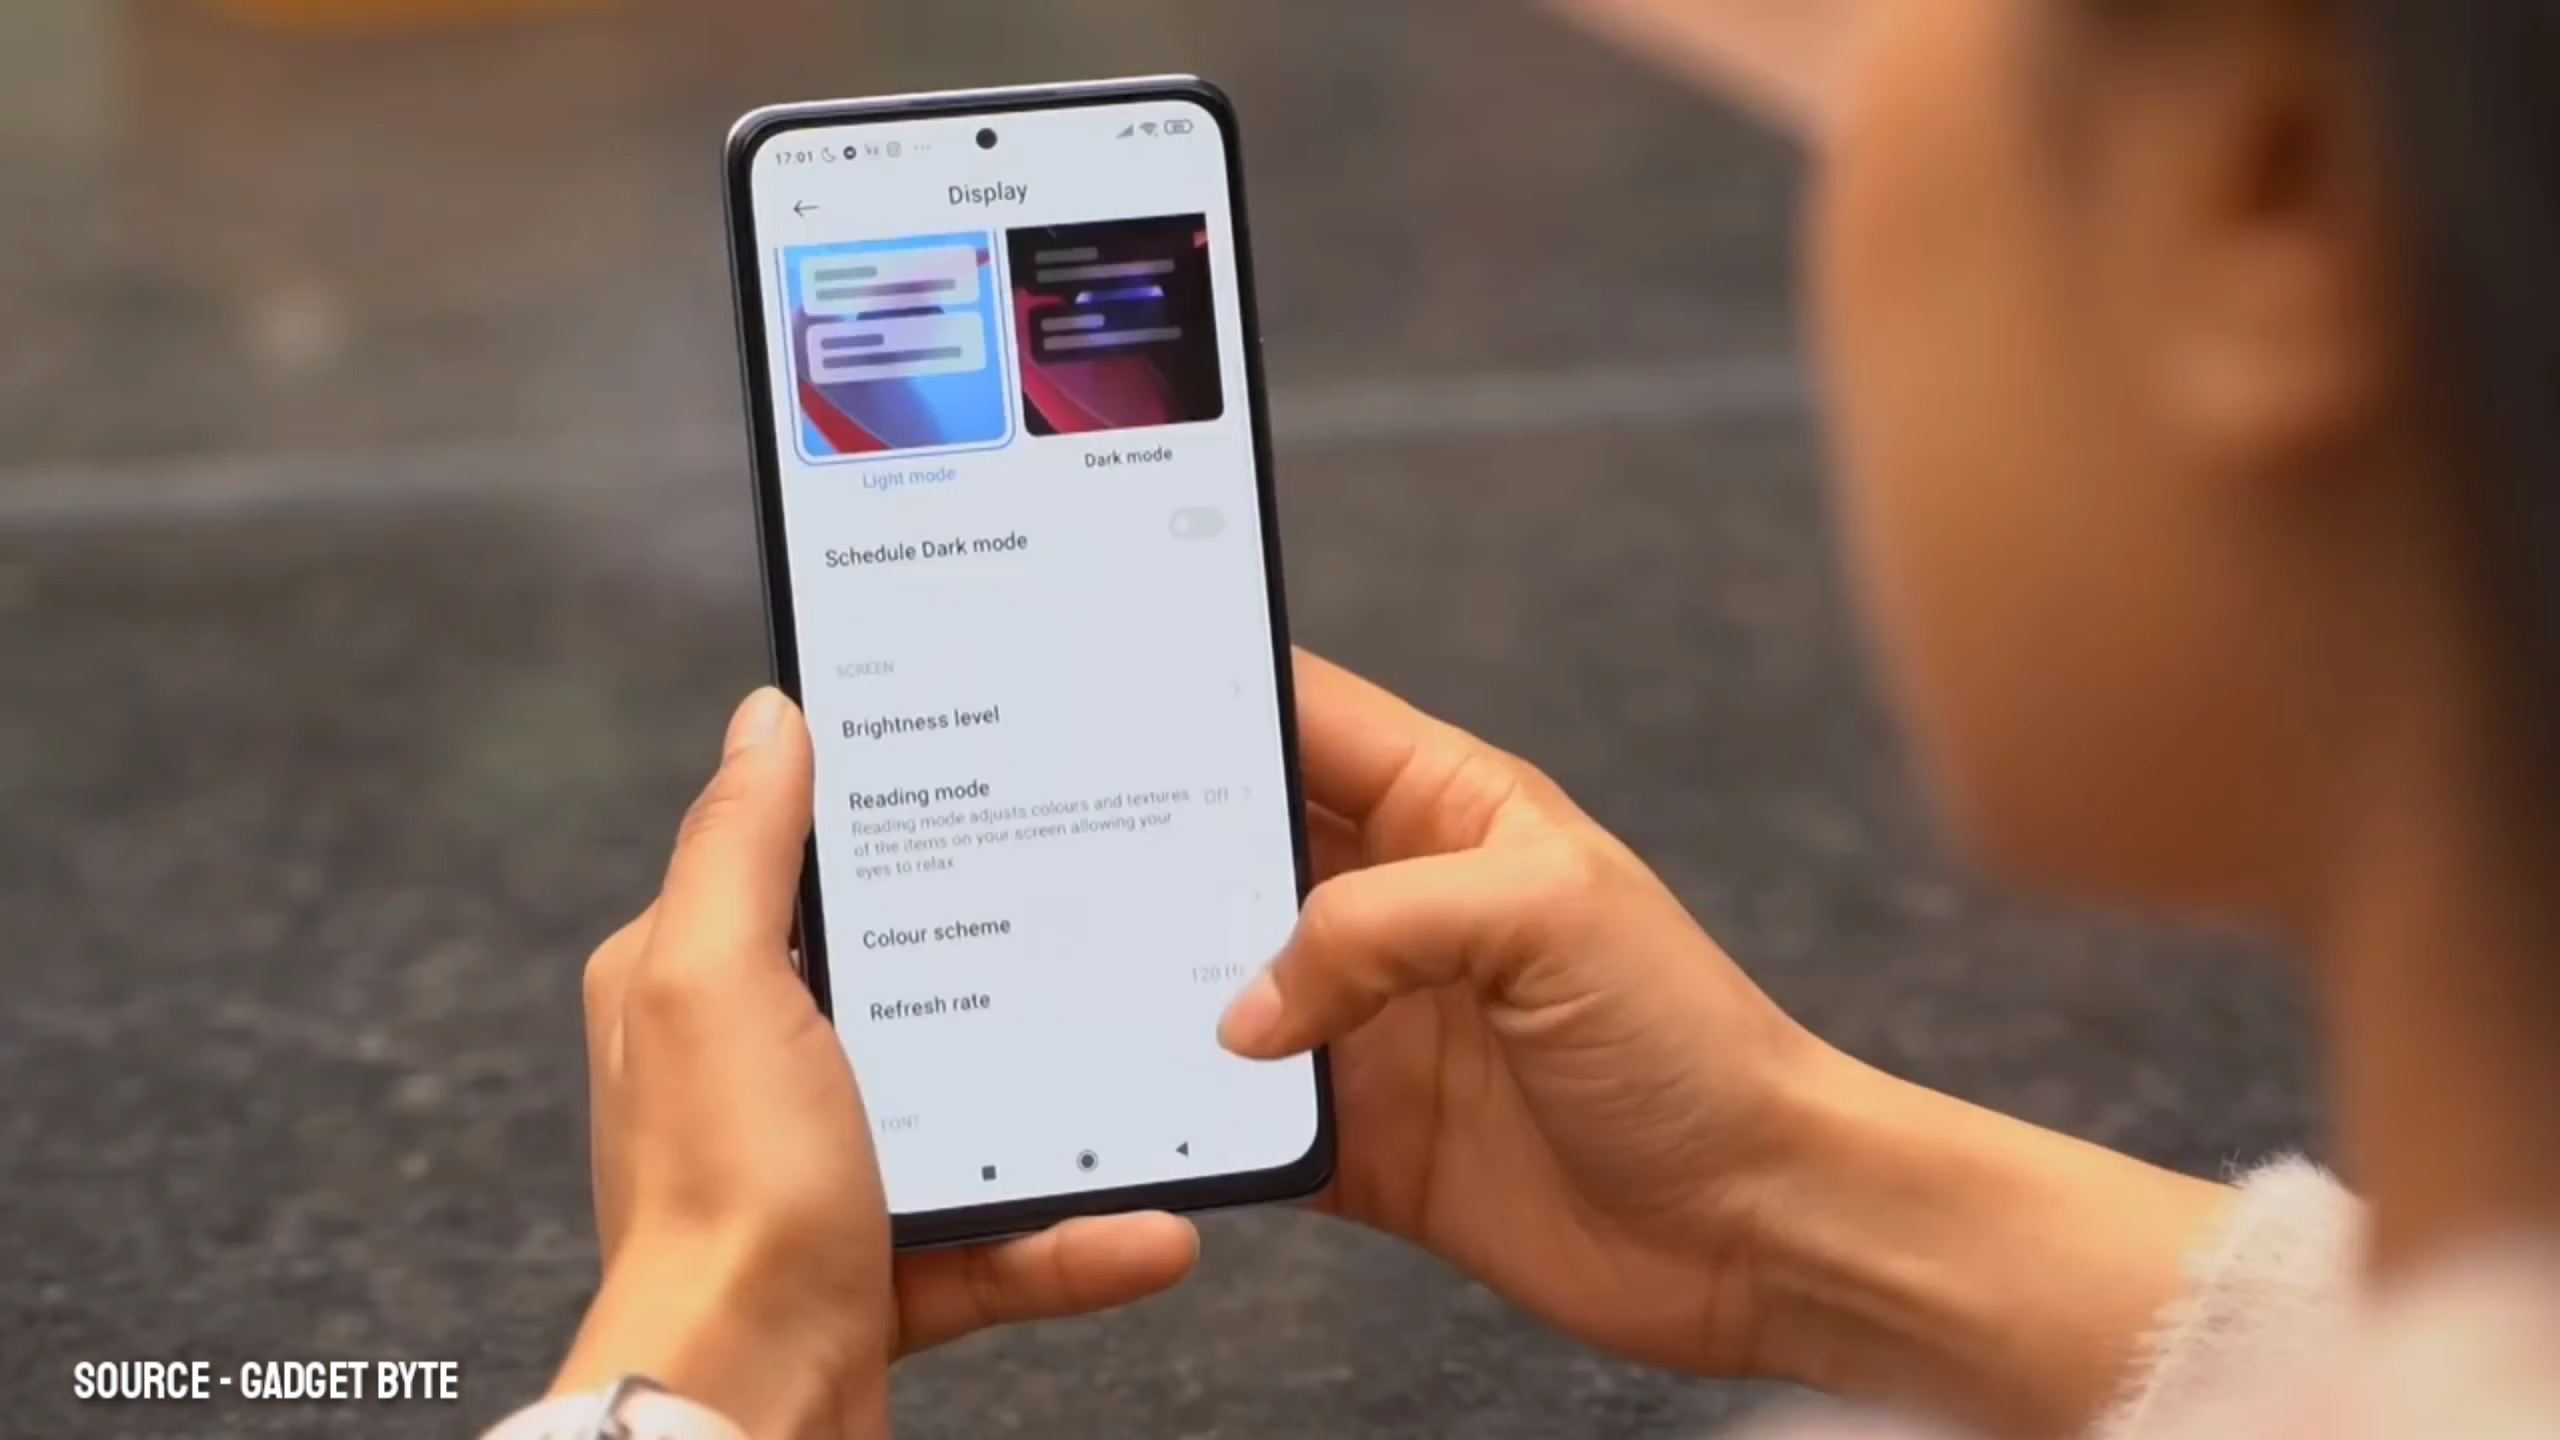 17:01
Display
Light mode
Dark mode
Schedule Dark mode
SCREEN
Brightness level
Reading mode
Reading mode adjusts colours and textures
of the items on your screen allowing your
eyes to relax
Off
Colour scheme
Refresh rate
120
FONT
SOURCE - GADGET BYTE